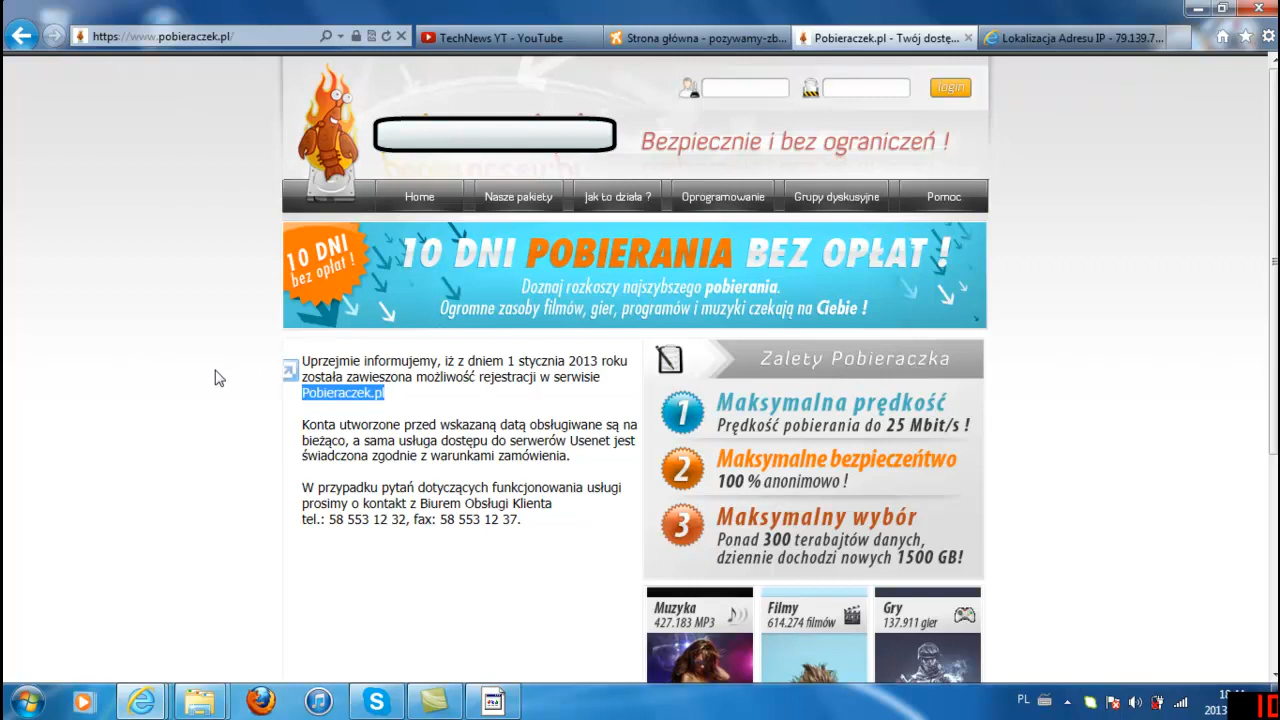 https://www.pobieraczek.pl/
TechNews YT - YouTube
Strona główna - pozywamy-zb...
Pobieraczek.pl - Twój dostę...
Lokalizacja Adresu IP - 79.139.7...
login
Bezpiecznie i bez ograniczeń !
Home
Nasze pakiety
Jak to działa ?
Oprogramowanie
Grupy dyskusyjne
Pomoc
10 DNI
bez opłat !
10 DNI POBIERANIA BEZ OPŁAT !
Doznaj rozkoszy najszybszego pobierania.
Ogromne zasoby filmów, gier, programów i muzyki czekają na Ciebie !
Uprzejmie informujemy, iż z dniem 1 stycznia 2013 roku
została zawieszona możliwość rejestracji w serwisie
Pobieraczek.pl
Konta utworzone przed wskazaną datą obsługiwane są na
bieżąco, a sama usługa dostępu do serwerów Usenet jest
świadczona zgodnie z warunkami zamówienia.
W przypadku pytań dotyczących funkcjonowania usługi
prosimy o kontakt z Biurem Obsługi Klienta
tel.: 58 553 12 32, fax: 58 553 12 37.
Zalety Pobieraczka
1
Maksymalna prędkość
Prędkość pobierania do 25 Mbit/s !
2
Maksymalne bezpieczeńtwo
100 % anonimowo !
3
Maksymalny wybór
Ponad 300 terabajtów danych,
dziennie dochodzi nowych 1500 GB!
Muzyka
427.183 MP3
Filmy
614.274 filmów
Gry
137.911 gier
PL